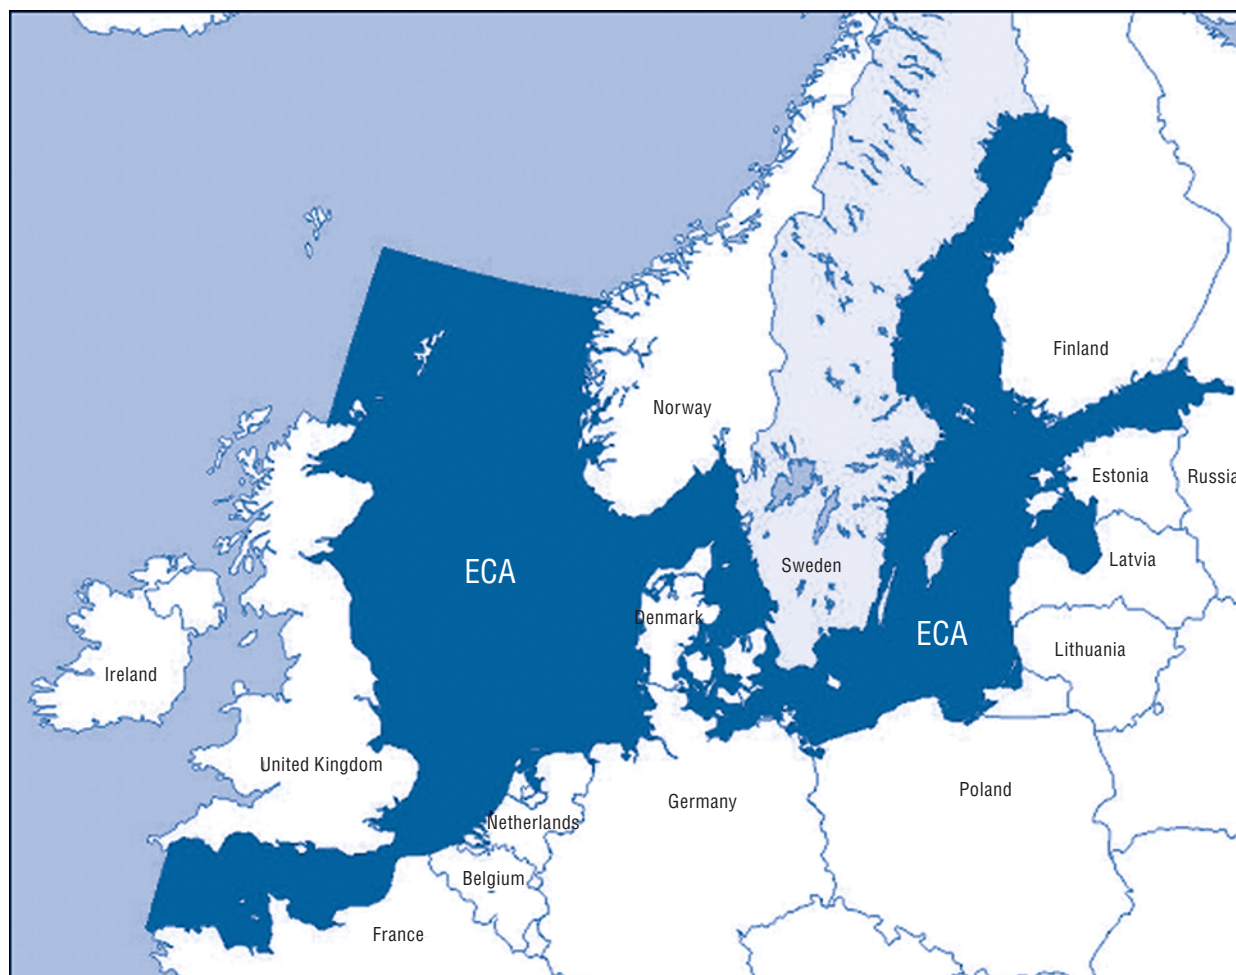 Finland
Norway
Estonia
Russia
Latvia
ECA
Sweden
Denmark
ECA
Lithuania
Ireland
United Kingdom
Poland
Germany
Netherlands
Belgium
France